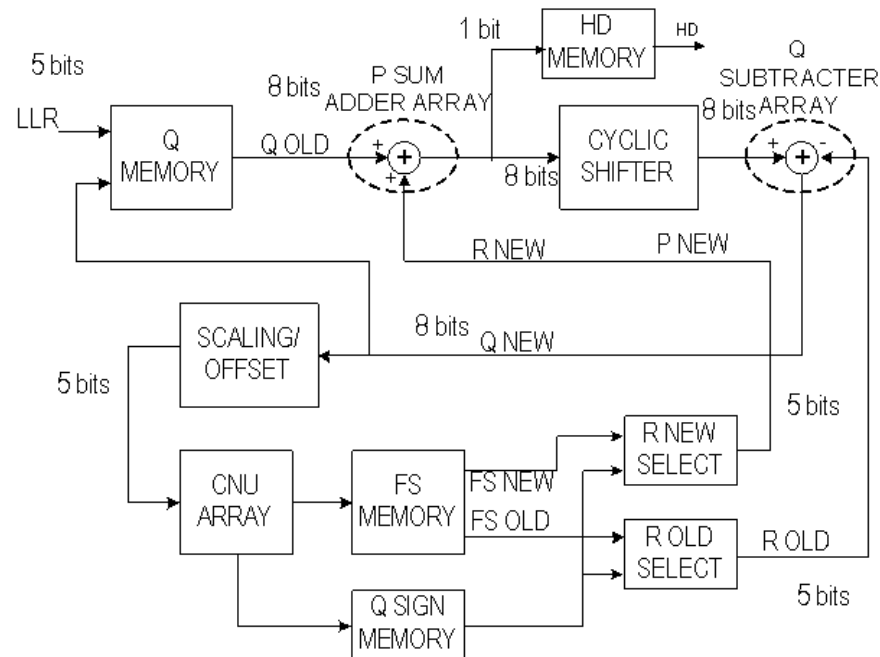 1 bit
HD
MEMORY
HD
5 bits
P SUM
ADDER ARRAY
8 bits
Q
SUBTRACTER
ARRAY
8 bits
LLR
Q
MEMORY
Q OLD
+
+
+
8 bits
CYCLIC
SHIFTER
+
+
-
R NEW
P NEW
SCALING/
OFFSET
8 bits
Q NEW
5 bits
5 bits
CNU
ARRAY
FS
MEMORY
FS NEW
FS OLD
R NEW
SELECT
R OLD
SELECT
R OLD
5 bits
Q SIGN
MEMORY